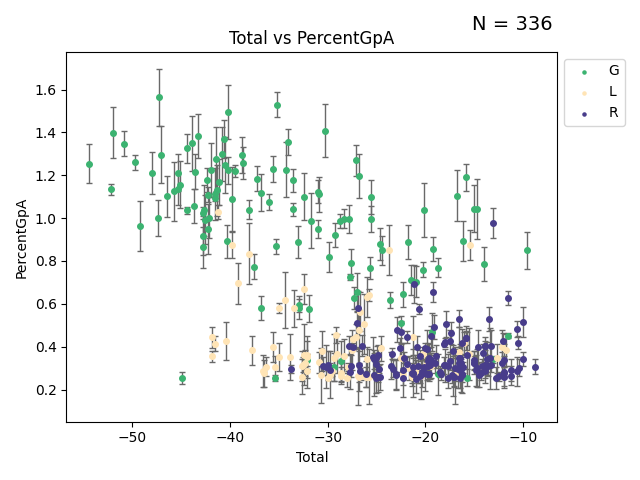 N = 336
Total vs PercentGpA
G
L
R
PercentGpA
1.6
1.4
1.2
1.0
0.8
0.6
0.4
0.2
−50 −40 −30 −20 −10
Total